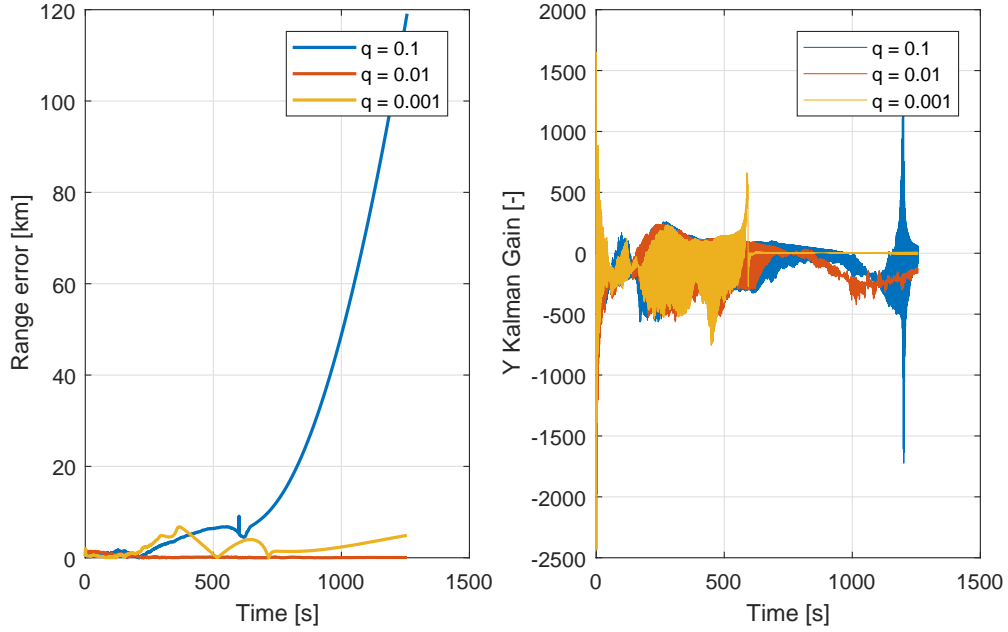 120
100
80
60
40
20
0
0
500
1000
1500
Range error [km]
Time [s]
q = 0.1
q = 0.01
q = 0.001
2000
1500
1000
500
0
-500
-1000
-1500
-2000
-2500
0
500
1000
1500
Y Kalman Gain [-]
Time [s]
q = 0.1
q = 0.01
q = 0.001